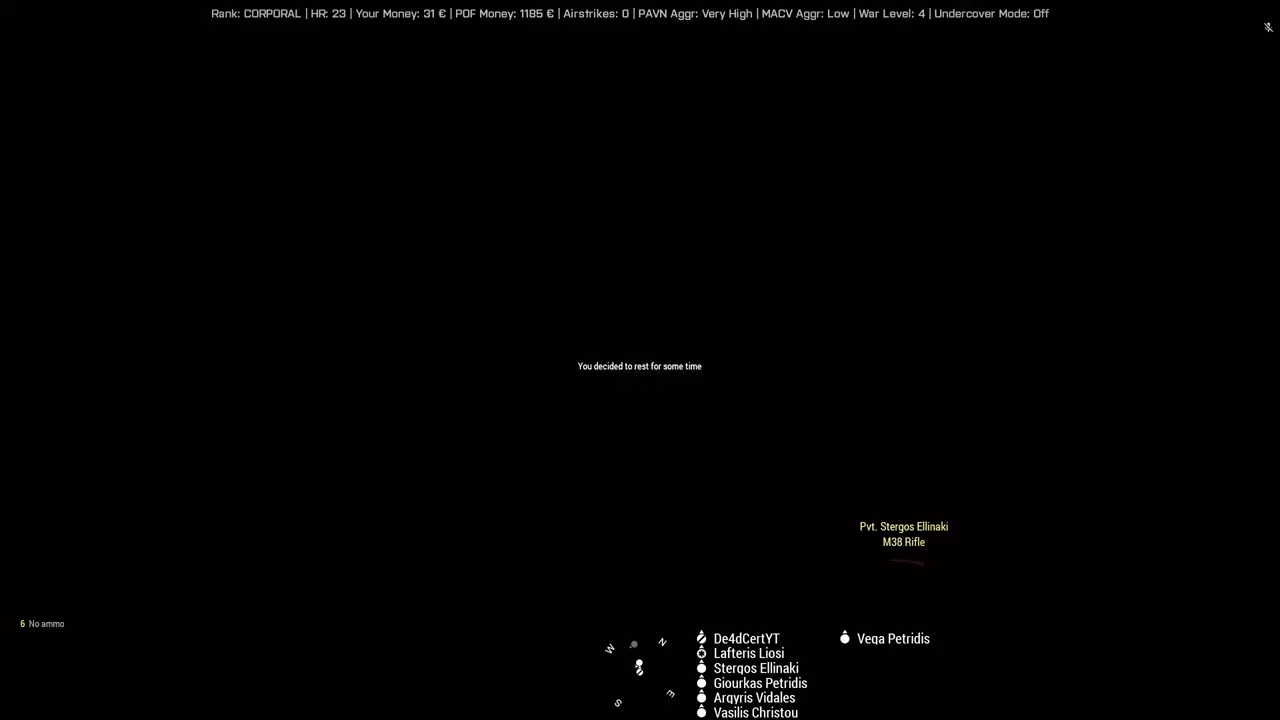 Rank: CORPORAL | HR: 23 | Your Money: 31 € | POF Money: 1185 € | Airstrikes: 0 | PAVN Aggr: Very High | MACV Aggr: Low | War Level: 4 | Undercover Mode: Off
You decided to rest for some time
Pvt. Stergos Ellinaki
M38 Rifle
6 No ammo
W N
S E
De4dCertYT
Lafteris Liosi
Stergos Ellinaki
Giourkas Petridis
Argyris Vidales
Vasilis Christou
Vega Petridis